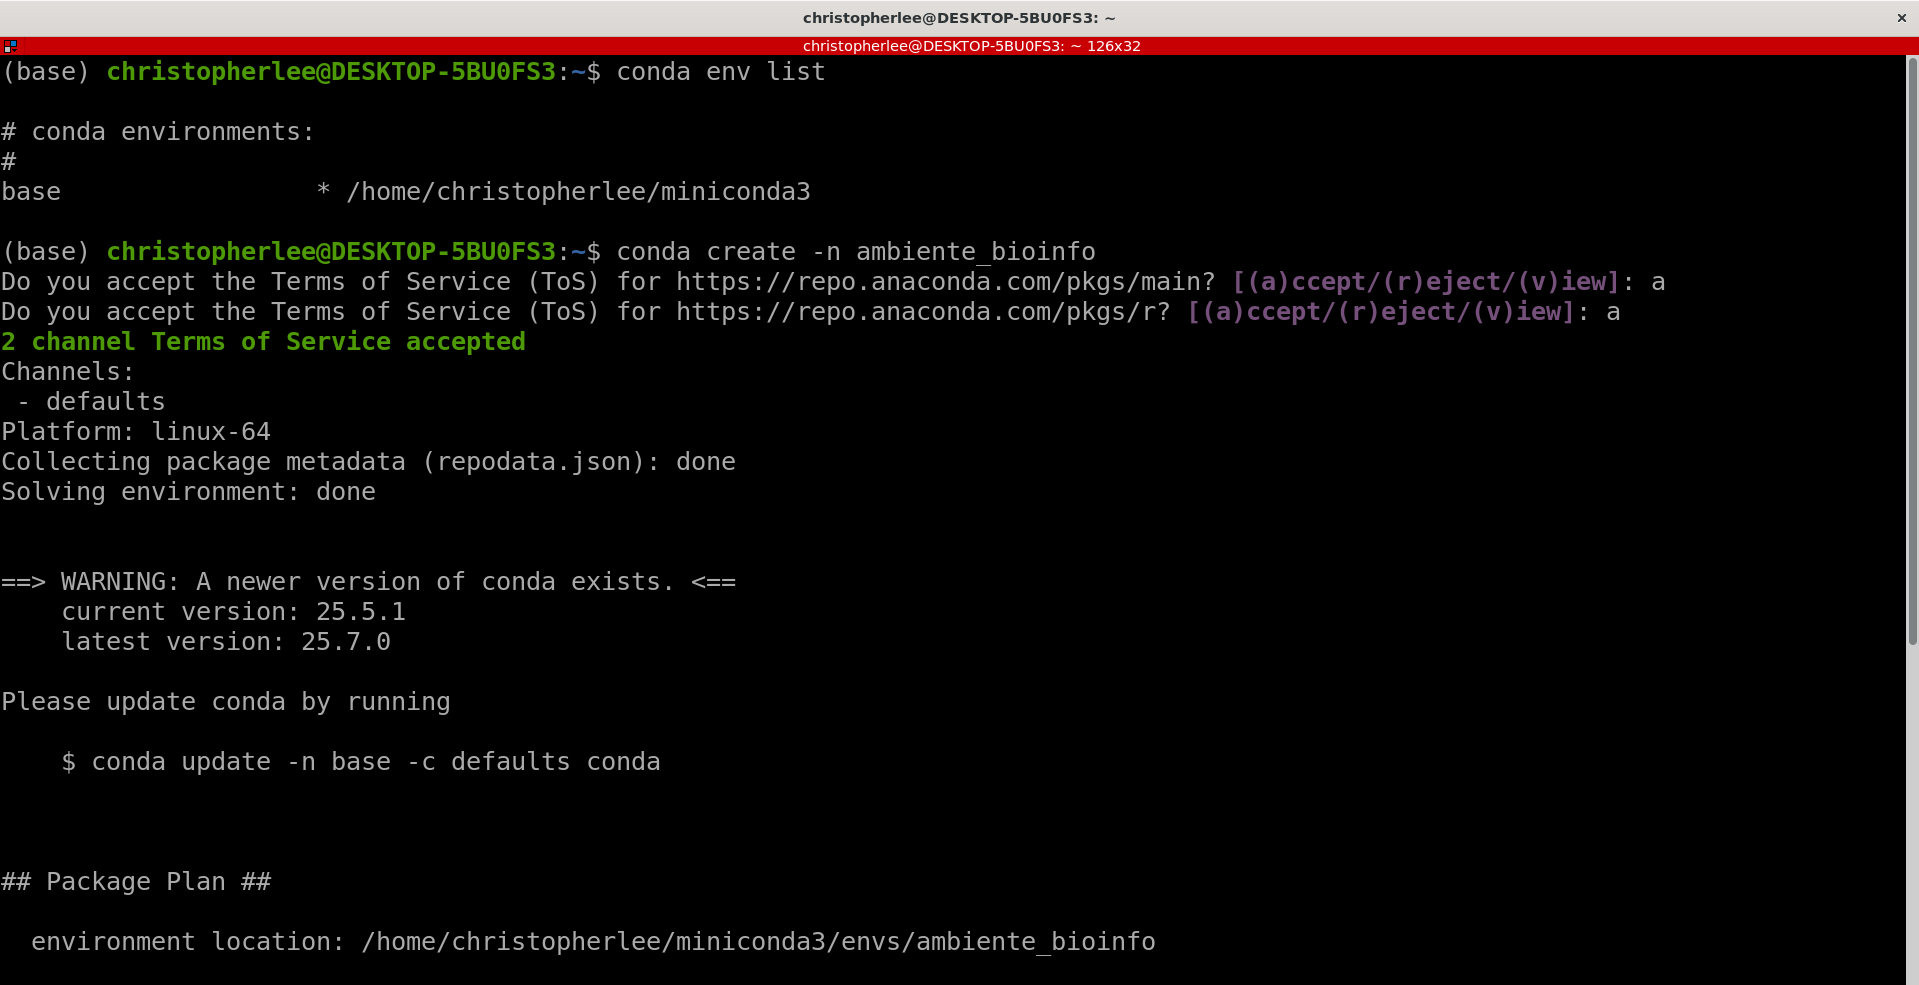 christopherlee@DESKTOP-5BU0FS3: ~
christopherlee@DESKTOP-5BU0FS3: ~ 126x32
(base) christopherlee@DESKTOP-5BU0FS3:~$ conda env list

# conda environments:
#
base                 * /home/christopherlee/miniconda3

(base) christopherlee@DESKTOP-5BU0FS3:~$ conda create -n ambiente_bioinfo
Do you accept the Terms of Service (ToS) for https://repo.anaconda.com/pkgs/main? [(a)ccept/(r)eject/(v)iew]: a
Do you accept the Terms of Service (ToS) for https://repo.anaconda.com/pkgs/r? [(a)ccept/(r)eject/(v)iew]: a
2 channel Terms of Service accepted
Channels:
 - defaults
Platform: linux-64
Collecting package metadata (repodata.json): done
Solving environment: done


==> WARNING: A newer version of conda exists. <==
    current version: 25.5.1
    latest version: 25.7.0

Please update conda by running

    $ conda update -n base -c defaults conda



## Package Plan ##

  environment location: /home/christopherlee/miniconda3/envs/ambiente_bioinfo